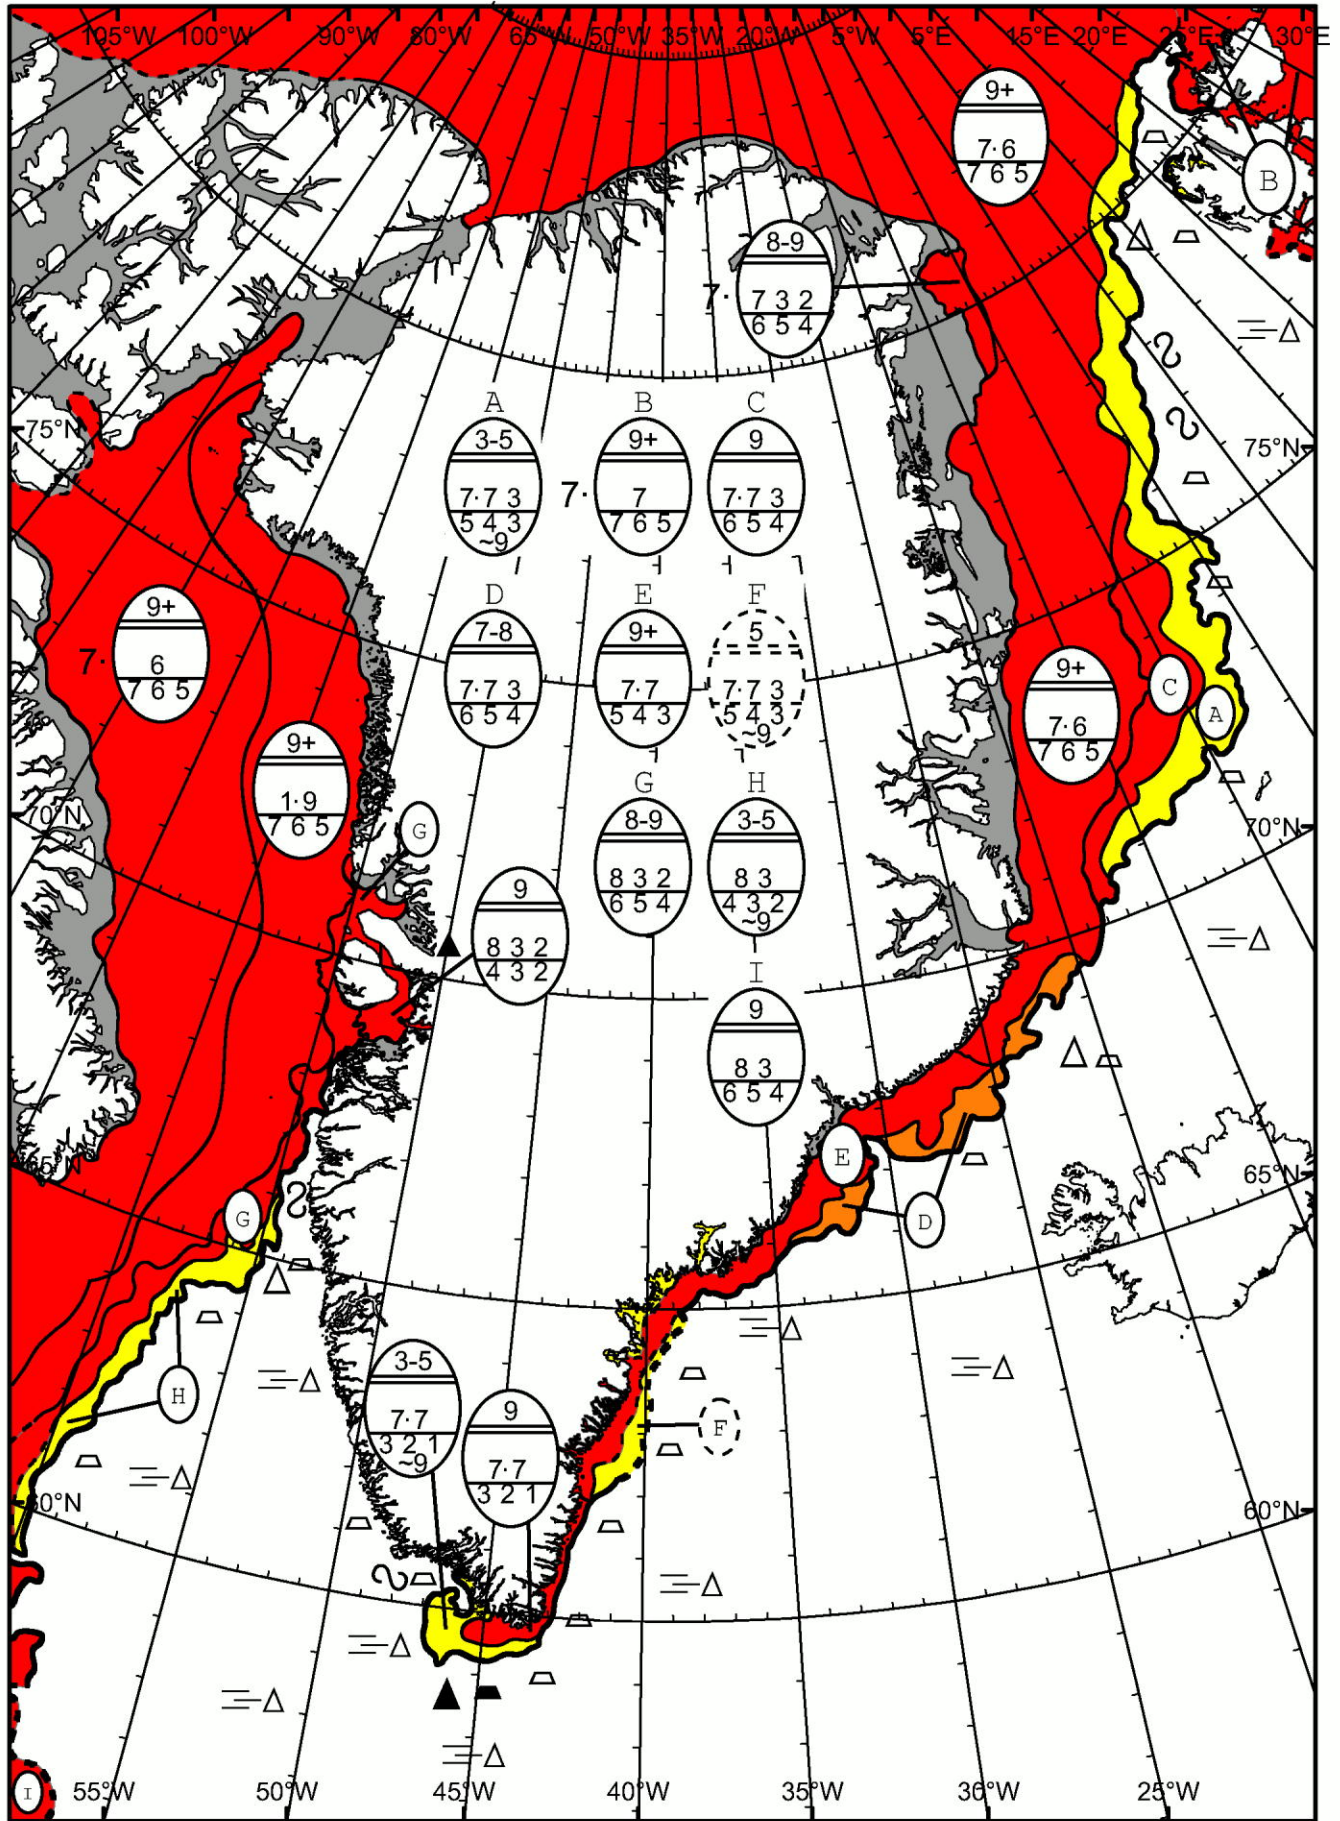 105°W 100°W 90°W 80°W 65°W 50°W 35°W 20°W 5°W 5°E 15°E 20°E 25°E 30°E
9+
7·6
7 6 5
B
8-9
7· 7 3 2
6 5 4
75°N
75°N
A B C
3-5 9+ 9
7·7 3 7· 7 7·7 3
5 4 3 7 6 5 6 5 4
~9
D E F
7-8 9+ 5
7·7 3 7·7 7·7 3
6 5 4 5 4 3 5 4 3
~9
9+
7· 6
7 6 5
9+
7·6
7 6 5
C
A
G H
8-9 3-5
8 3 2 8 3
6 5 4 4 3 2
~9
9+
1·9
7 6 5
70°N
70°N
G
9
8 3 2
4 3 2
I
9
8 3
6 5 4
E
65°N
65°N
G
D
H
3-5
7·7
3 2 1
~9
9
7·7
3 2 1
F
60°N
60°N
I
55°W 50°W 45°W 40°W 35°W 30°W 25°W